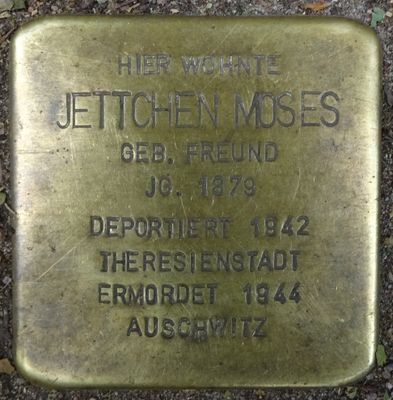 HIER WOHNTE
JETTCHEN MOSES
GEB. FREUND
JG. 1879
DEPORTIERT 1942
THERESIENSTADT
ERMORDET 1944
AUSCHWITZ